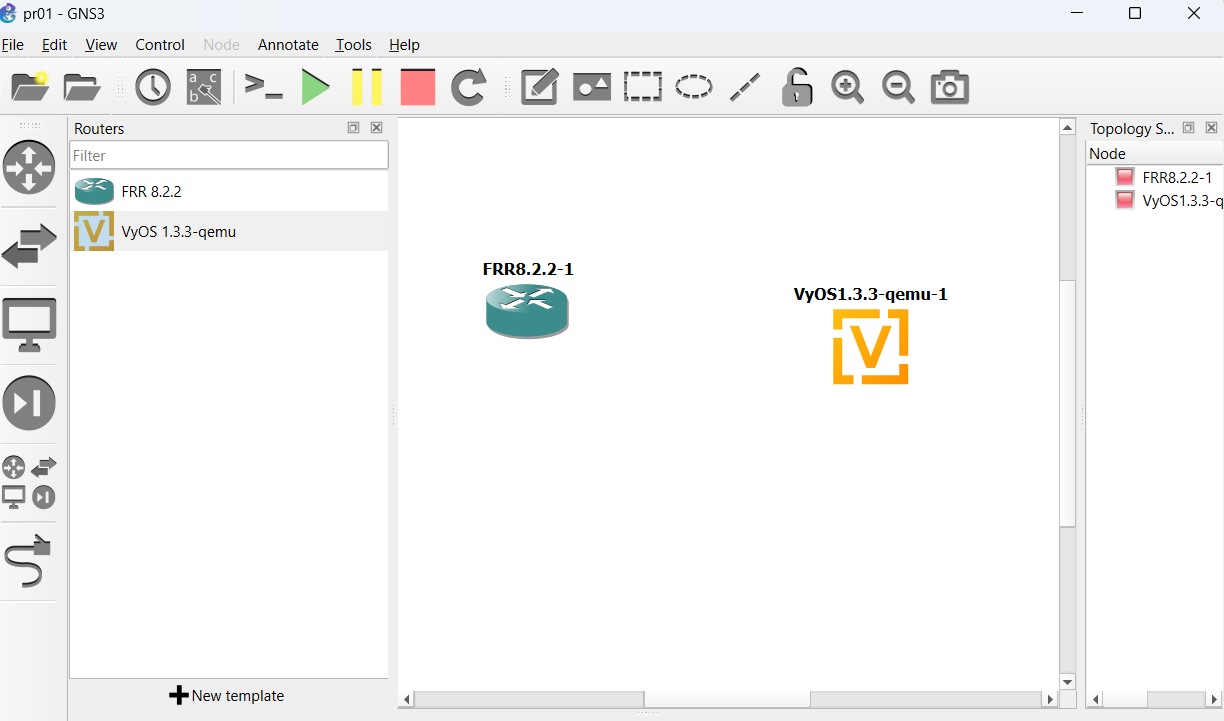 pr01 - GNS3
File Edit View Control Node Annotate Tools Help
a c
b
Routers
Topology S...
Filter
Node
FRR 8.2.2
FRR8.2.2-1
VyOS 1.3.3-qemu
VyOS1.3.3-q
FRR8.2.2-1
VyOS1.3.3-qemu-1
New template